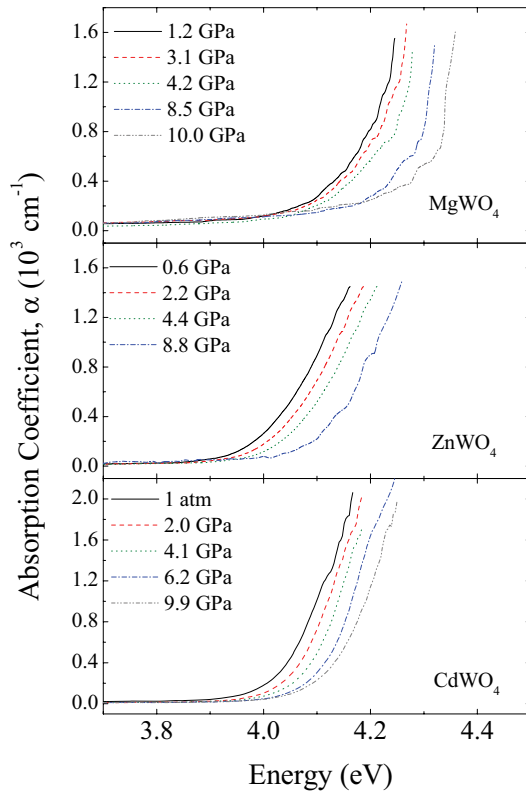 1.6
1.2
0.8
0.4
0.0
1.2 GPa
3.1 GPa
4.2 GPa
8.5 GPa
10.0 GPa
MgWO4
1.6
1.2
0.8
0.4
0.0
0.6 GPa
2.2 GPa
4.4 GPa
8.8 GPa
ZnWO4
2.0
1.6
1.2
0.8
0.4
0.0
1 atm
2.0 GPa
4.1 GPa
6.2 GPa
9.9 GPa
CdWO4
3.8 4.0 4.2 4.4
Energy (eV)
Absorption Coefficient, α (10³ cm⁻¹)